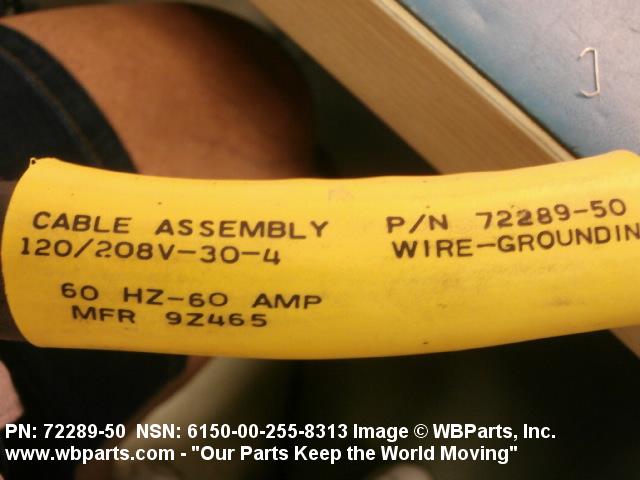 CABLE ASSEMBLY P/N 72289-50
120/208V-30-4 WIRE-GROUNDIN
60 HZ-60 AMP
MFR 9Z465
PN: 72289-50 NSN: 6150-00-255-8313 Image © WBParts, Inc.
www.wbparts.com - "Our Parts Keep the World Moving"